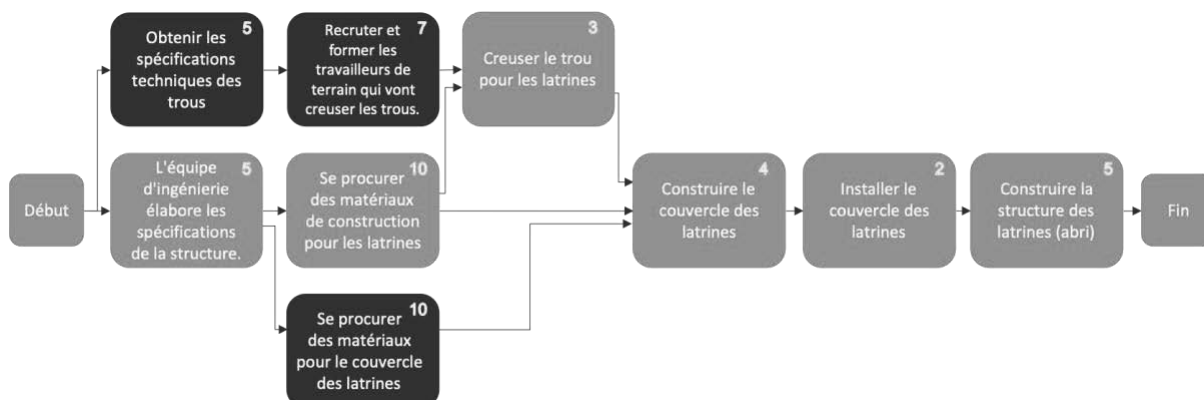 5
Obtenir les
spécifications
techniques des
trous
7
Recruter et
former les
travailleurs de
terrain qui vont
creuser les trous.
3
Creuser le trou
pour les latrines
Début
5
L'équipe
d'ingénierie
élabore les
spécifications
de la structure.
10
Se procurer
des matériaux
de construction
pour les latrines
4
Construire le
couvercle des
latrines
2
Installer le
couvercle des
latrines
5
Construire la
structure des
latrines (abri)
Fin
10
Se procurer
des matériaux
pour le couvercle
des latrines